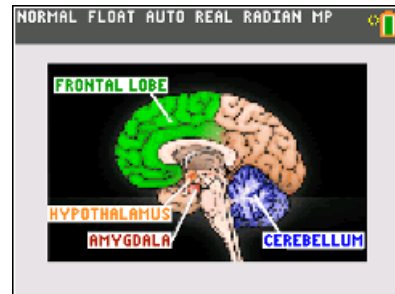 NORMAL FLOAT AUTO REAL RADIAN MP
FRONTAL LOBE
HYPOTHALAMUS
AMYGDALA
CEREBELLUM